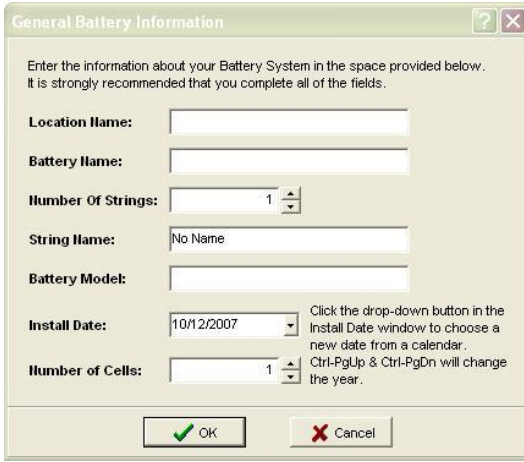 General Battery Information
Enter the information about your Battery System in the space provided below.
It is strongly recommended that you complete all of the fields.
Location Name:
Battery Name:
Number Of Strings: 1
String Name: No Name
Battery Model:
Install Date: 10/12/2007
Click the drop-down button in the
Install Date window to choose a
new date from a calendar.
Ctrl-PgUp & Ctrl-PgDn will change
the year.
Number of Cells: 1
OK Cancel